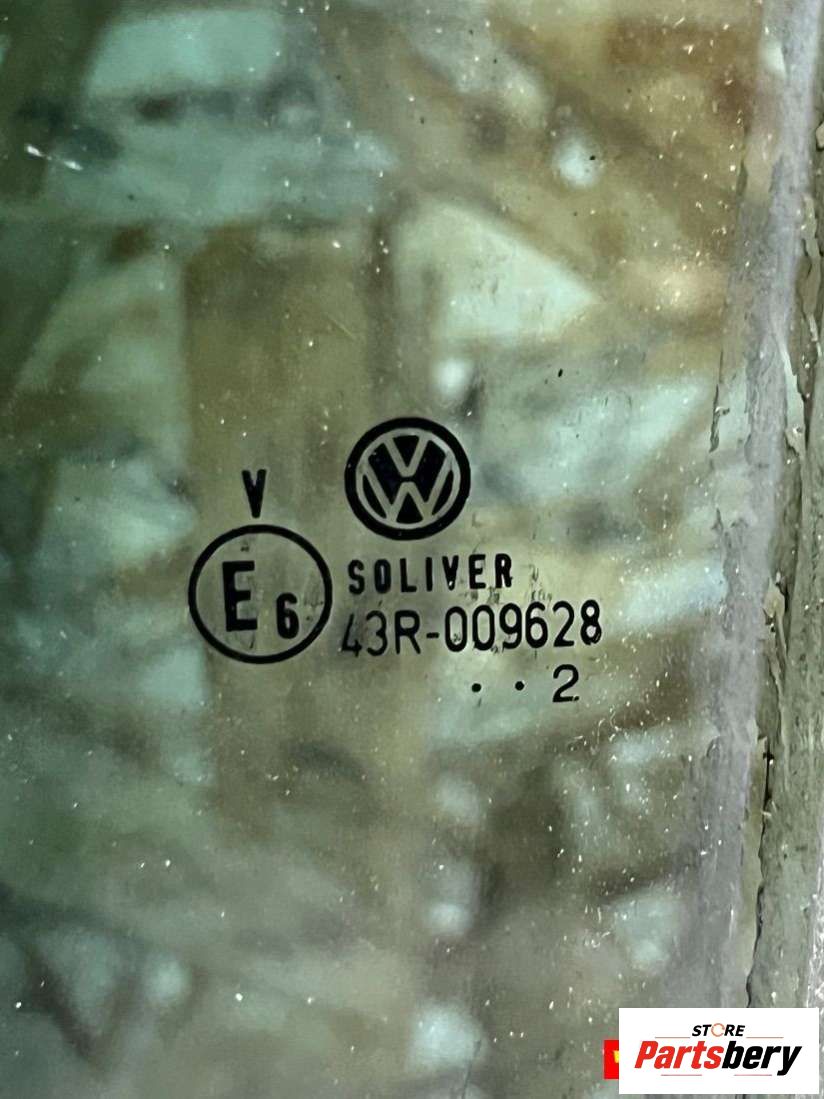 V
E 6
SOLIVER
43R-009628
. . 2
STORE
Partsbery